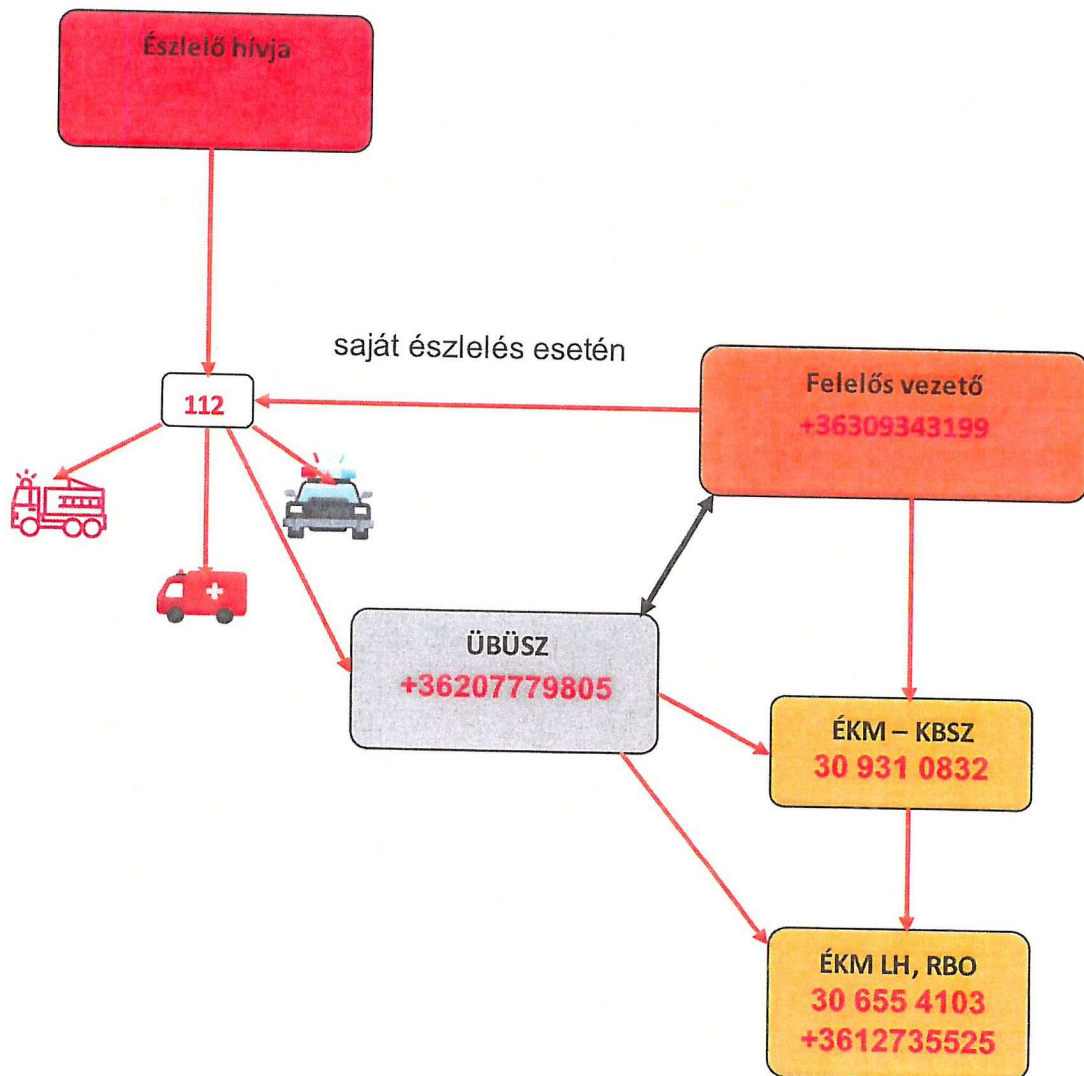 Észlelő hívja
saját észlelés esetén
112
Felelős vezető
+36309343199
ÜBÜSZ
+36207779805
ÉKM – KBSZ
30 931 0832
ÉKM LH, RBO
30 655 4103
+3612735525